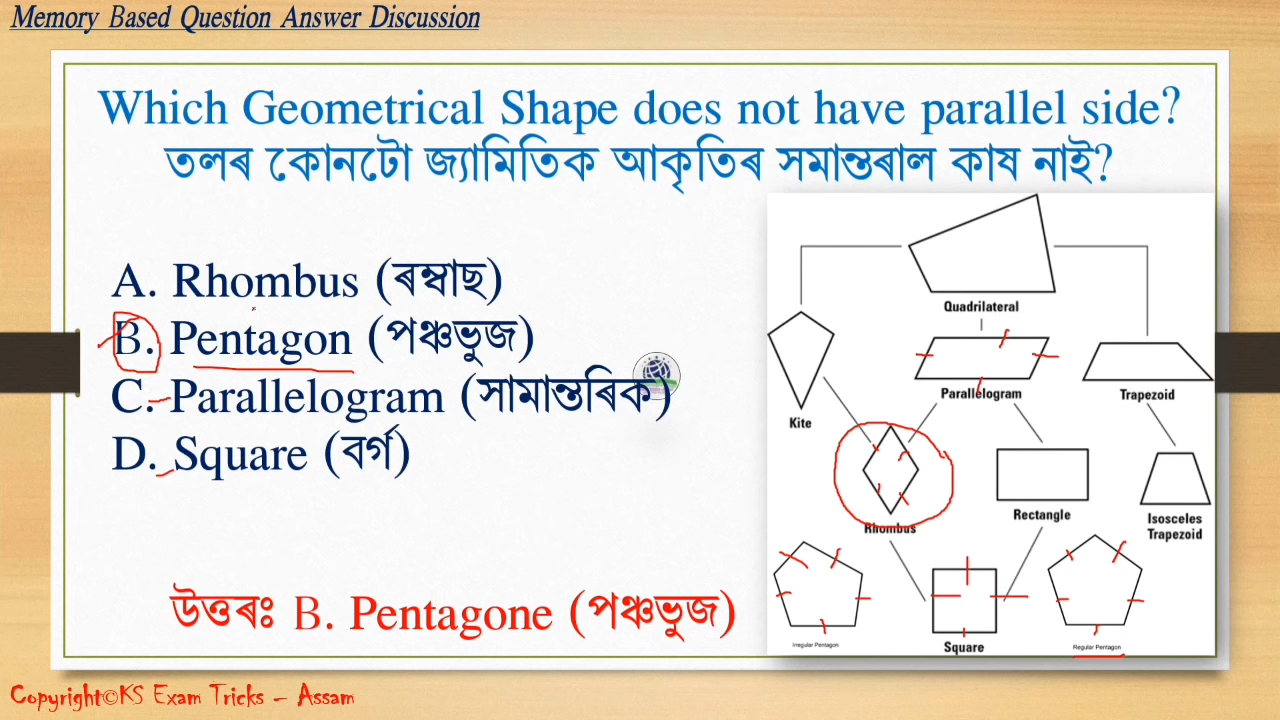 Memory Based Question Answer Discussion
Which Geometrical Shape does not have parallel side?
তলৰ কোনটো জ্যামিতিক আকৃতিৰ সমান্তৰাল কাষ নাই?
A. Rhombus (ৰম্বাছ)
B. Pentagon (পঞ্চভুজ)
C. Parallelogram (সামান্তৰিক)
D. Square (বৰ্গ)
উত্তৰঃ B. Pentagone (পঞ্চভুজ)
Quadrilateral
Kite
Parallelogram
Trapezoid
Rhombus
Rectangle
Isosceles
Trapezoid
Irregular Pentagon
Square
Regular Pentagon
Copyright©KS Exam Tricks – Assam